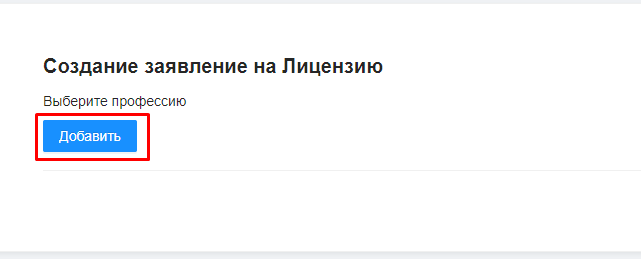 Создание заявление на Лицензию
Выберите профессию
Добавить